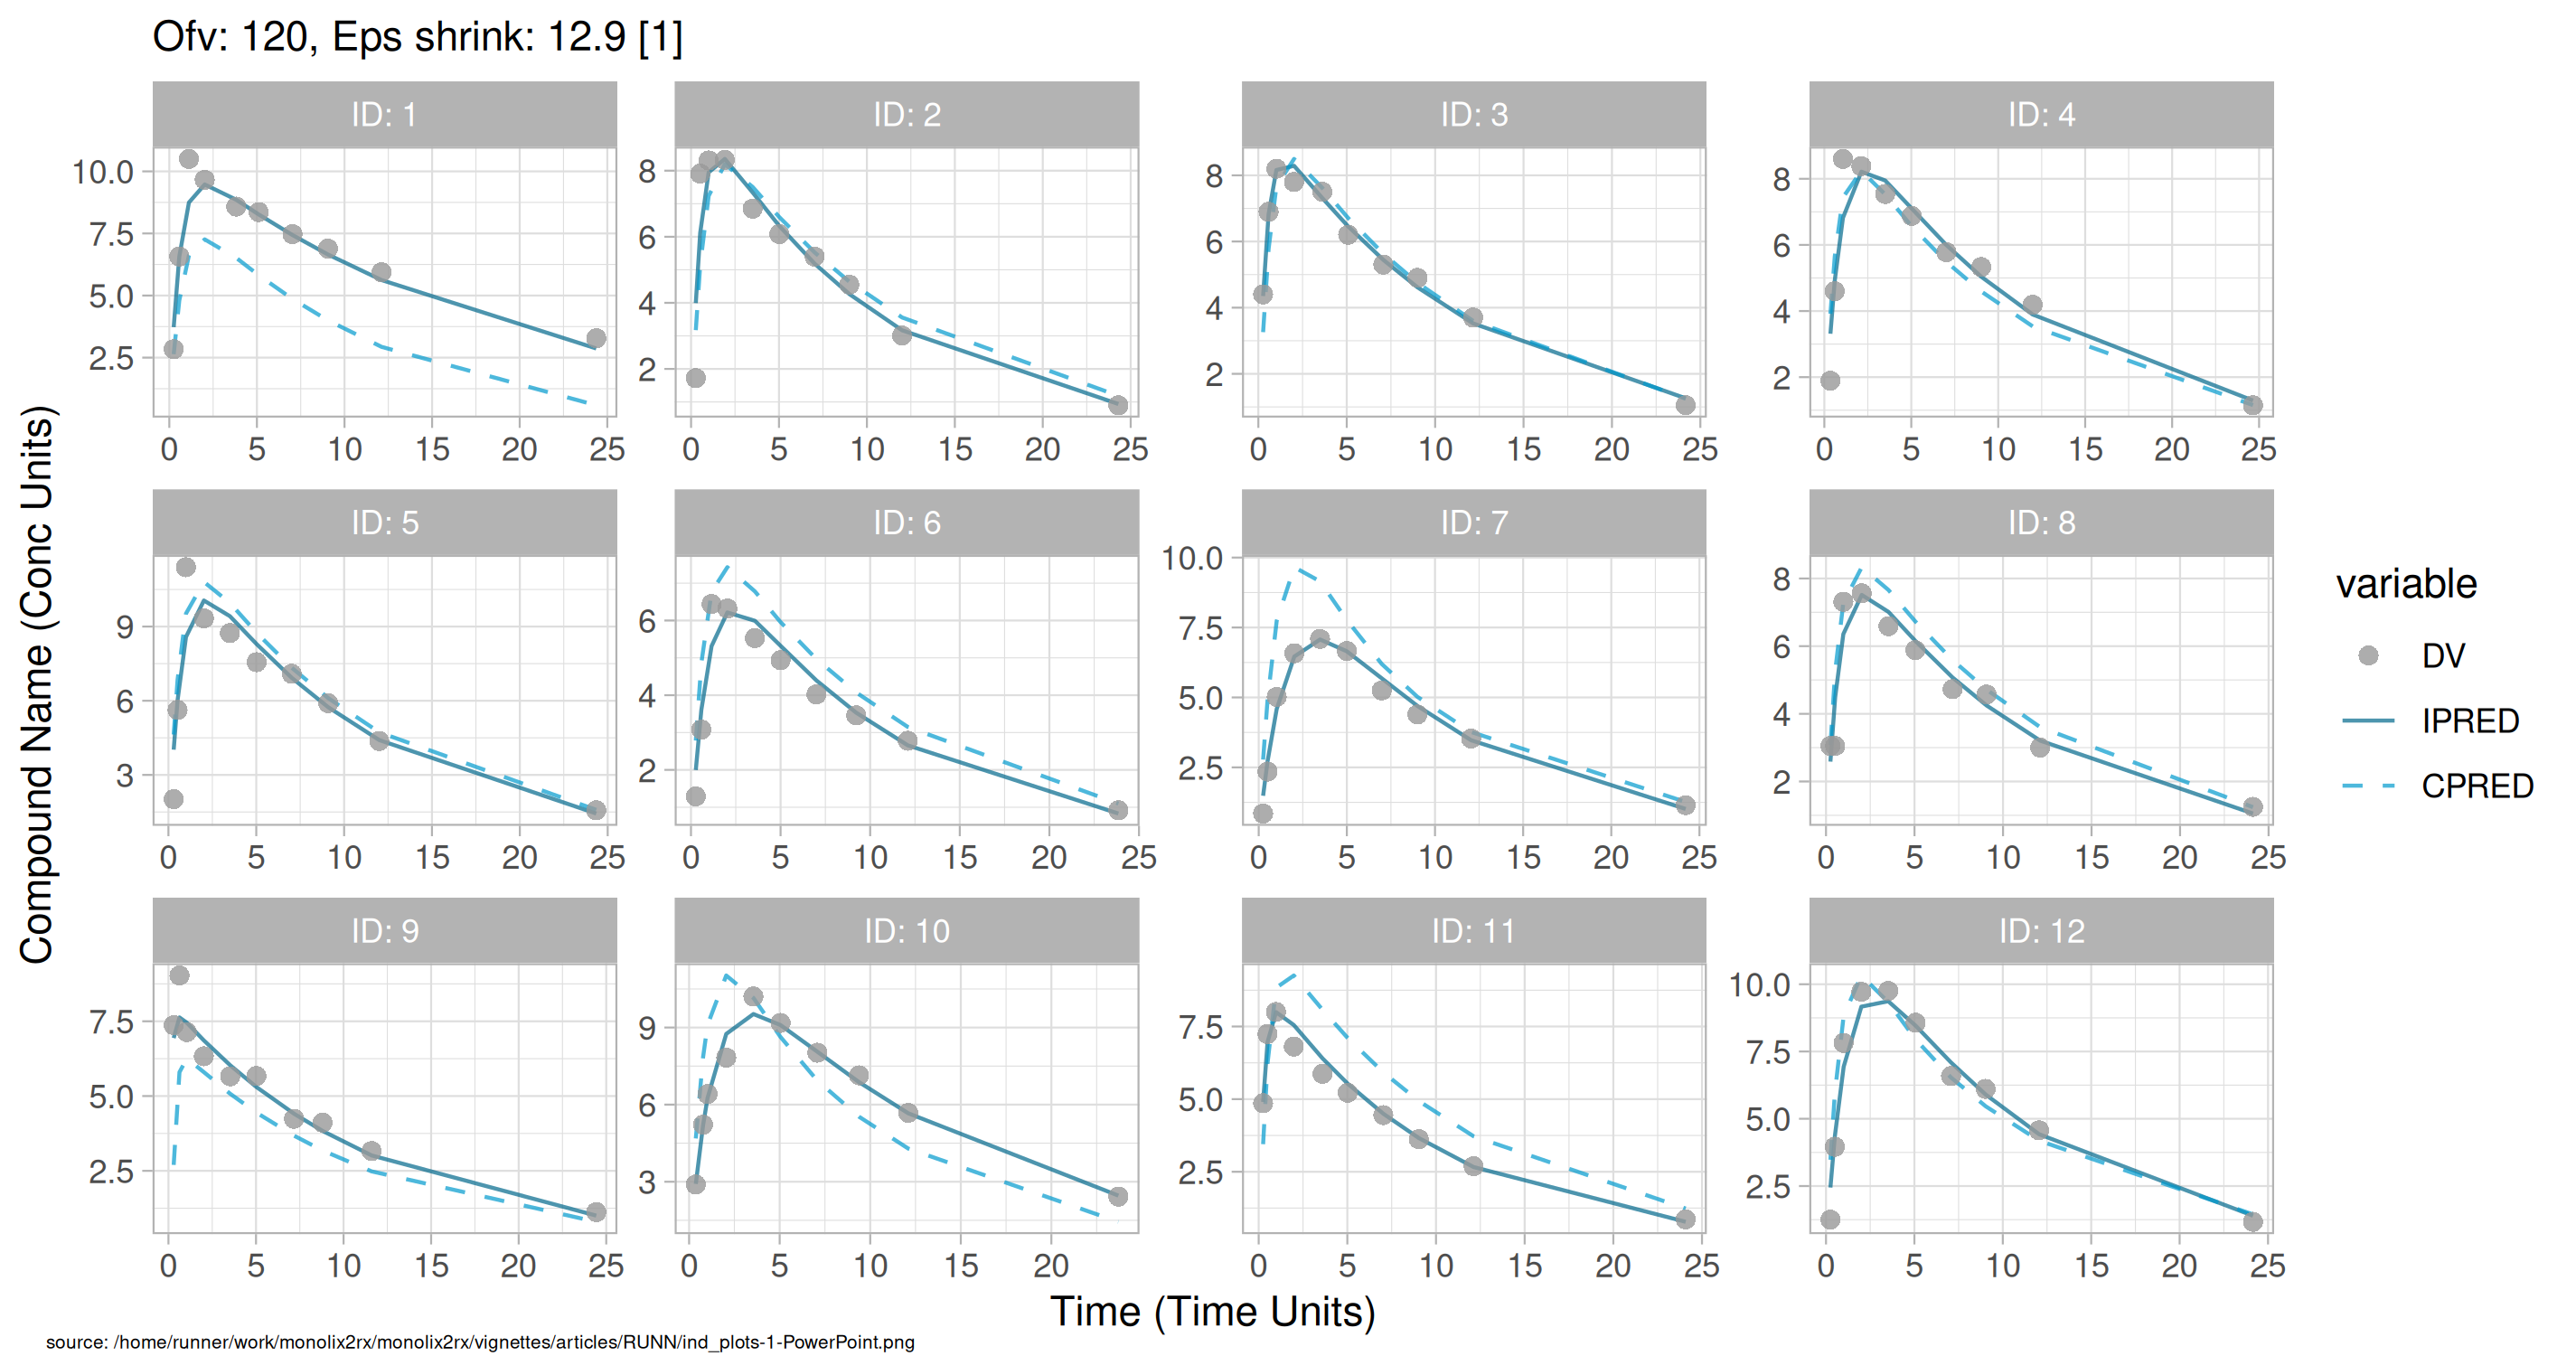 Ofv: 120, Eps shrink: 12.9 [1]
ID: 1
ID: 2
ID: 3
ID: 4
10.0
7.5
5.0
2.5
0 5 10 15 20 25
8
6
4
2
0 5 10 15 20 25
8
6
4
2
0 5 10 15 20 25
8
6
4
2
0 5 10 15 20 25
ID: 5
ID: 6
ID: 7
ID: 8
9
6
3
0 5 10 15 20 25
6
4
2
0 5 10 15 20 25
10.0
7.5
5.0
2.5
0 5 10 15 20 25
8
6
4
2
0 5 10 15 20 25
ID: 9
ID: 10
ID: 11
ID: 12
7.5
5.0
2.5
0 5 10 15 20 25
9
6
3
0 5 10 15 20
7.5
5.0
2.5
0 5 10 15 20 25
10.0
7.5
5.0
2.5
0 5 10 15 20 25
Compound Name (Conc Units)
Time (Time Units)
variable
DV
IPRED
CPRED
source: /home/runner/work/monolix2rx/monolix2rx/vignettes/articles/RUNN/ind_plots-1-PowerPoint.png